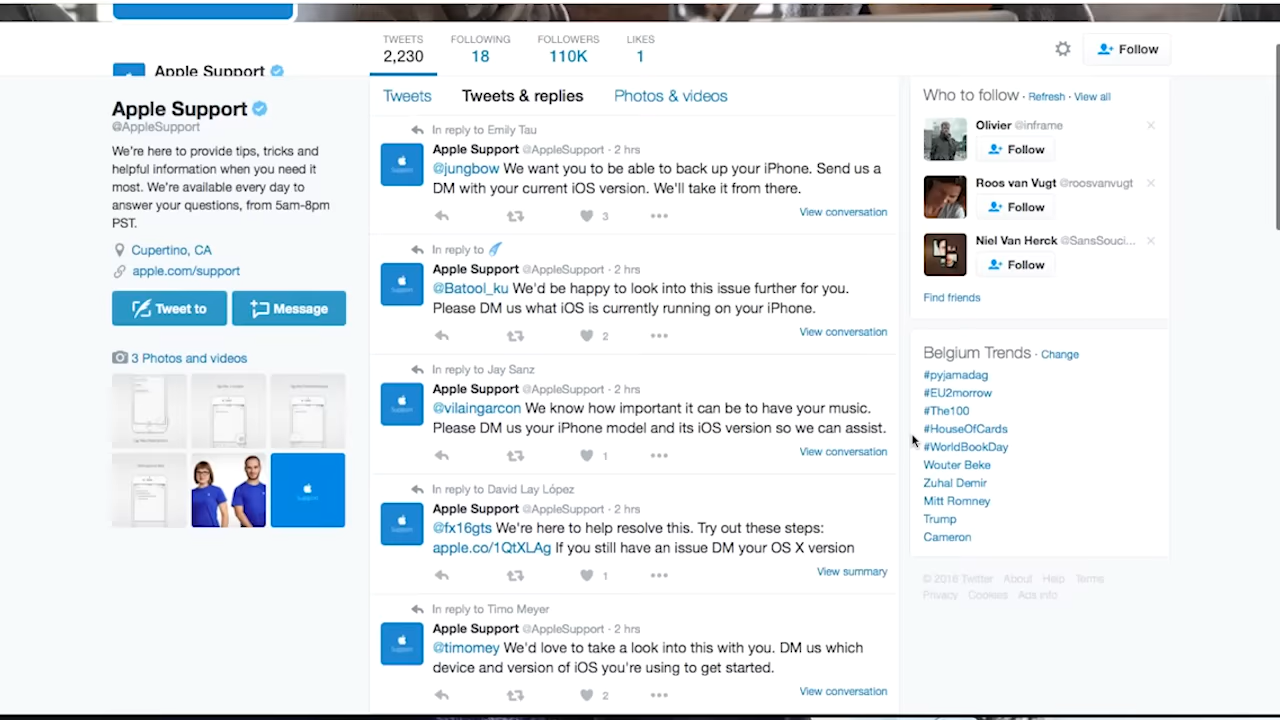 TWEETS FOLLOWING FOLLOWERS LIKES
2,230 18 110K 1
Follow
Apple Support
Apple Support
@AppleSupport
We're here to provide tips, tricks and
helpful information when you need it
most. We're available every day to
answer your questions, from 5am-8pm
PST.
Cupertino, CA
apple.com/support
Tweet to Message
3 Photos and videos
Support
Tweets Tweets & replies Photos & videos
In reply to Emily Tau
Apple Support @AppleSupport · 2 hrs
@jungbow We want you to be able to back up your iPhone. Send us a
DM with your current iOS version. We'll take it from there.
3 View conversation
In reply to
Apple Support @AppleSupport · 2 hrs
@Batool_ku We'd be happy to look into this issue further for you.
Please DM us what iOS is currently running on your iPhone.
2 View conversation
In reply to Jay Sanz
Apple Support @AppleSupport · 2 hrs
@vilaingarcon We know how important it can be to have your music.
Please DM us your iPhone model and its iOS version so we can assist.
1 View conversation
In reply to David Lay López
Apple Support @AppleSupport · 2 hrs
@fx16gts We're here to help resolve this. Try out these steps:
apple.co/1QtXLAg If you still have an issue DM your OS X version
1 View summary
In reply to Timo Meyer
Apple Support @AppleSupport · 2 hrs
@timomey We'd love to take a look into this with you. DM us which
device and version of iOS you're using to get started.
2 View conversation
Who to follow · Refresh · View all
Olivier @inframe
Follow
Roos van Vugt @roosvanvugt
Follow
Niel Van Herck @SansSouci...
Follow
Find friends
Belgium Trends · Change
#pyjamadag
#EU2morrow
#The100
#HouseOfCards
#WorldBookDay
Wouter Beke
Zuhal Demir
Mitt Romney
Trump
Cameron
© 2016 Twitter About Help Terms
Privacy Cookies Ads info